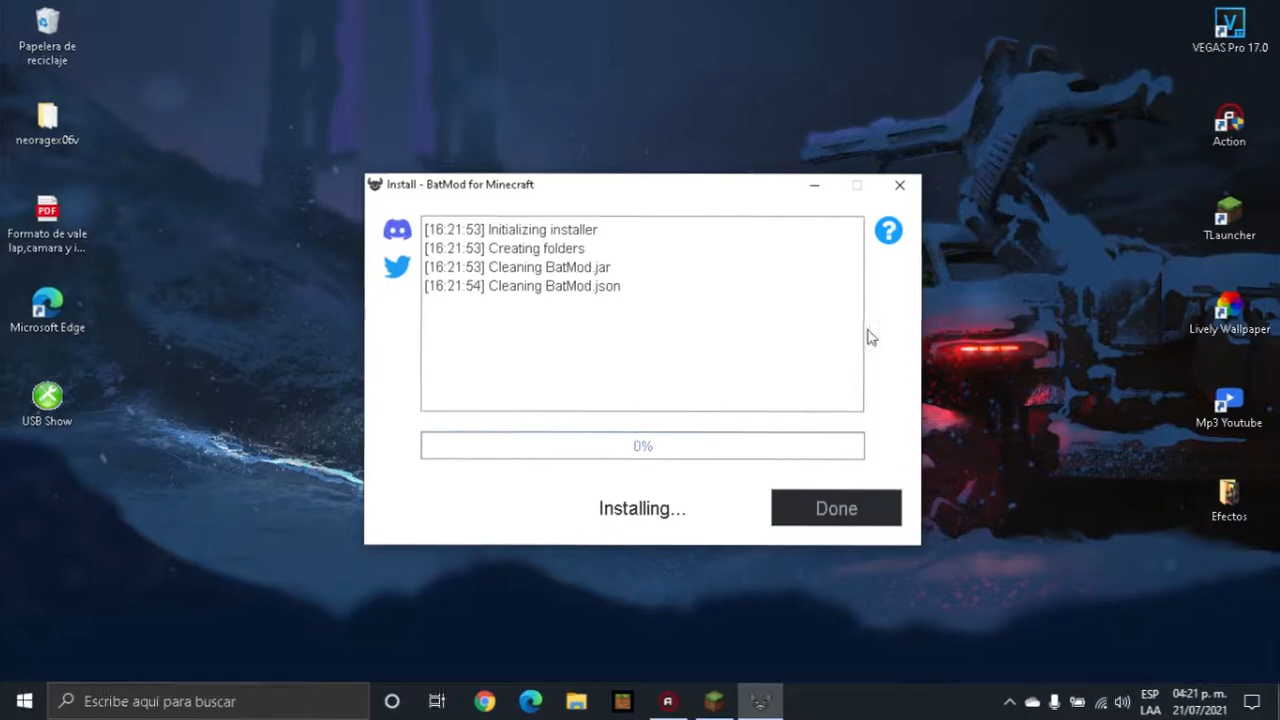 Papelera de
reciclaje
neoragex06v
PDF
Formato de vale
lap,camara y i...
Microsoft Edge
USB Show
VEGAS Pro 17.0
Action
TLauncher
Lively Wallpaper
Mp3 Youtube
Efectos
Install - BatMod for Minecraft
[16:21:53] Initializing installer
[16:21:53] Creating folders
[16:21:53] Cleaning BatMod.jar
[16:21:54] Cleaning BatMod.json
0%
Installing...
Done
Escribe aquí para buscar
ESP
LAA
04:21 p. m.
21/07/2021